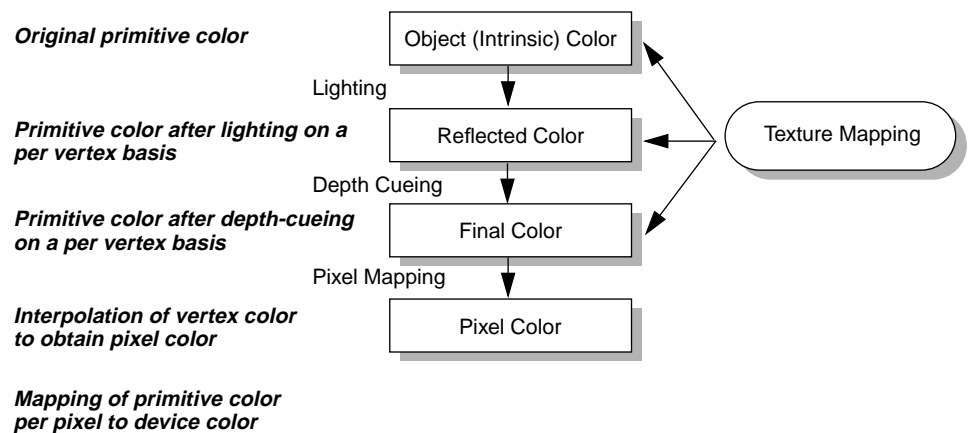 Original primitive color
Object (Intrinsic) Color
Lighting
Primitive color after lighting on a
per vertex basis
Reflected Color
Texture Mapping
Depth Cueing
Primitive color after depth-cueing
on a per vertex basis
Final Color
Pixel Mapping
Interpolation of vertex color
to obtain pixel color
Pixel Color
Mapping of primitive color
per pixel to device color